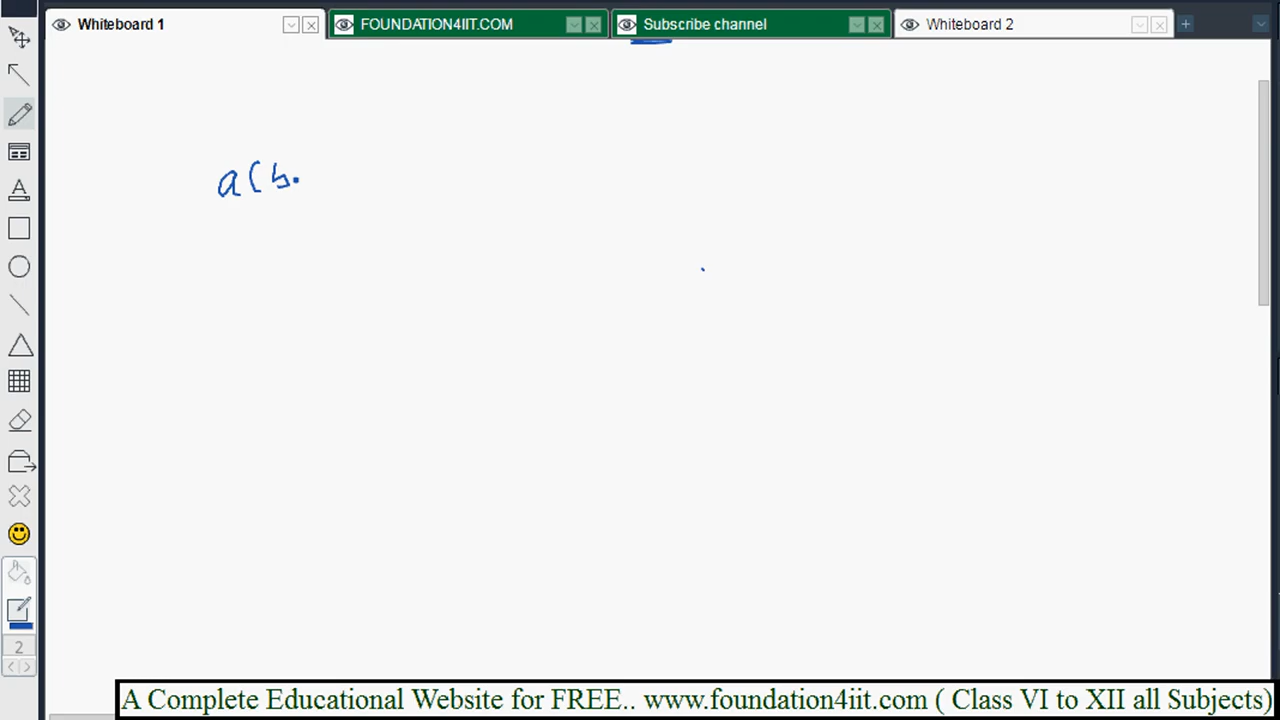 Whiteboard 1 FOUNDATION4IIT.COM Subscribe channel Whiteboard 2
a(b.
2
A Complete Educational Website for FREE.. www.foundation4iit.com ( Class VI to XII all Subjects)